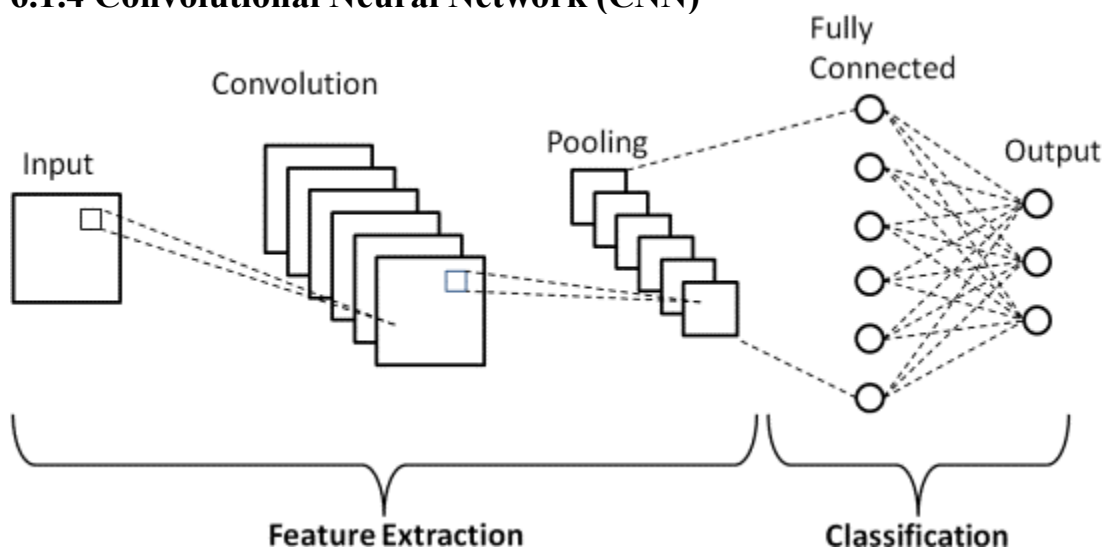 6.1.4 Convolutional Neural Network (CNN)
Fully
Connected
Convolution
Pooling
Input
Output
Feature Extraction
Classification